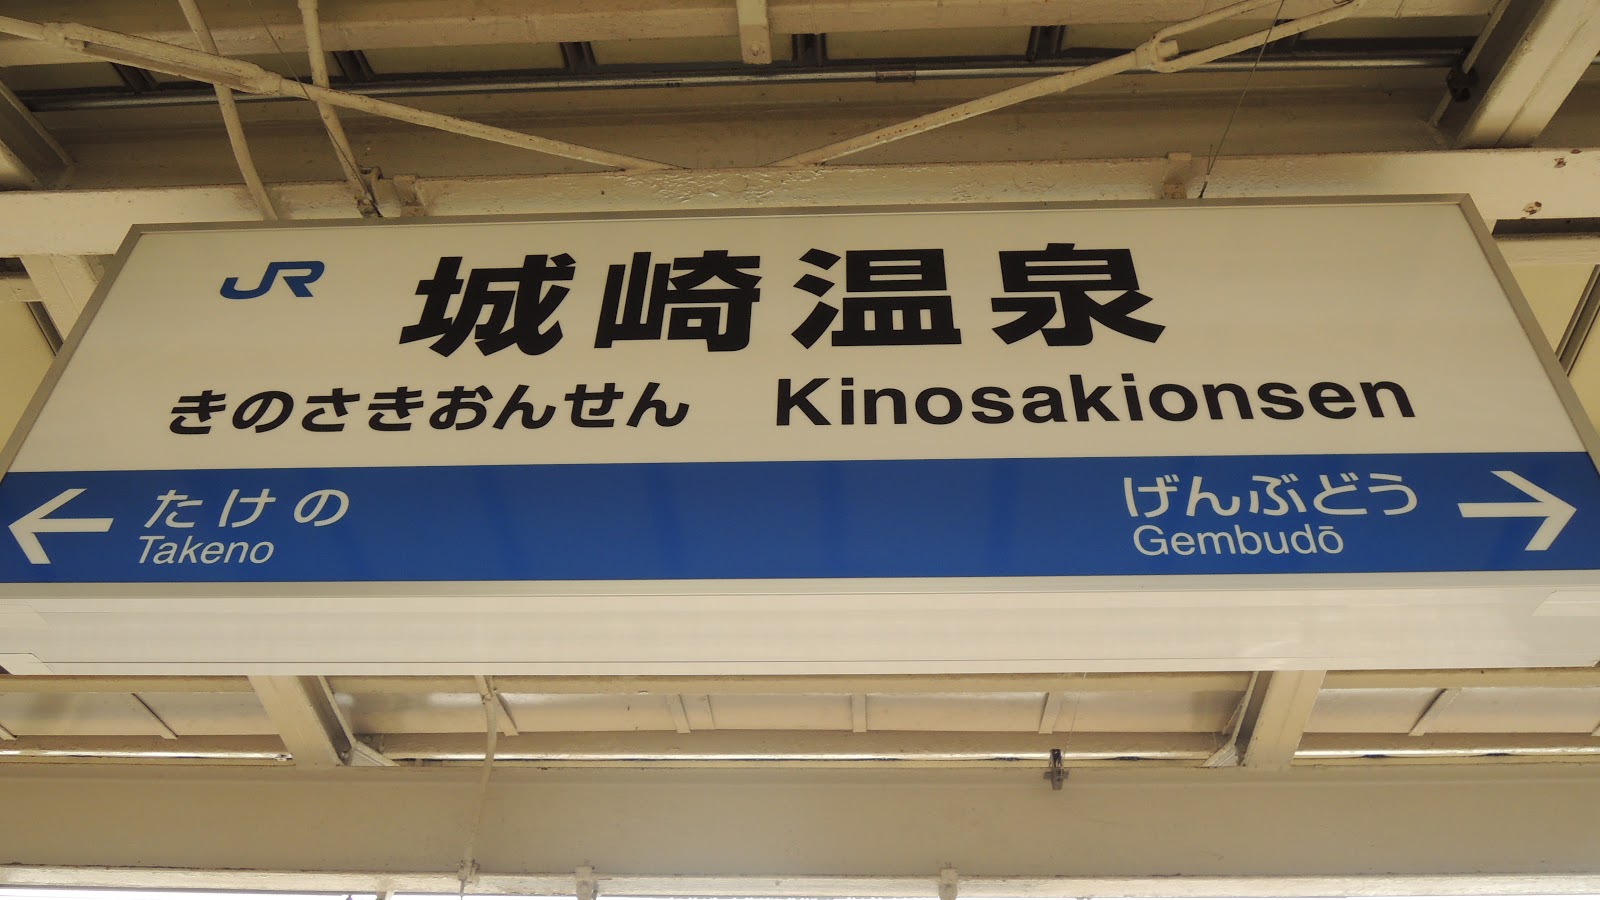 JR
城崎温泉
きのさきおんせん Kinosakionsen
たけの
Takeno
げんぶどう
Gembudō